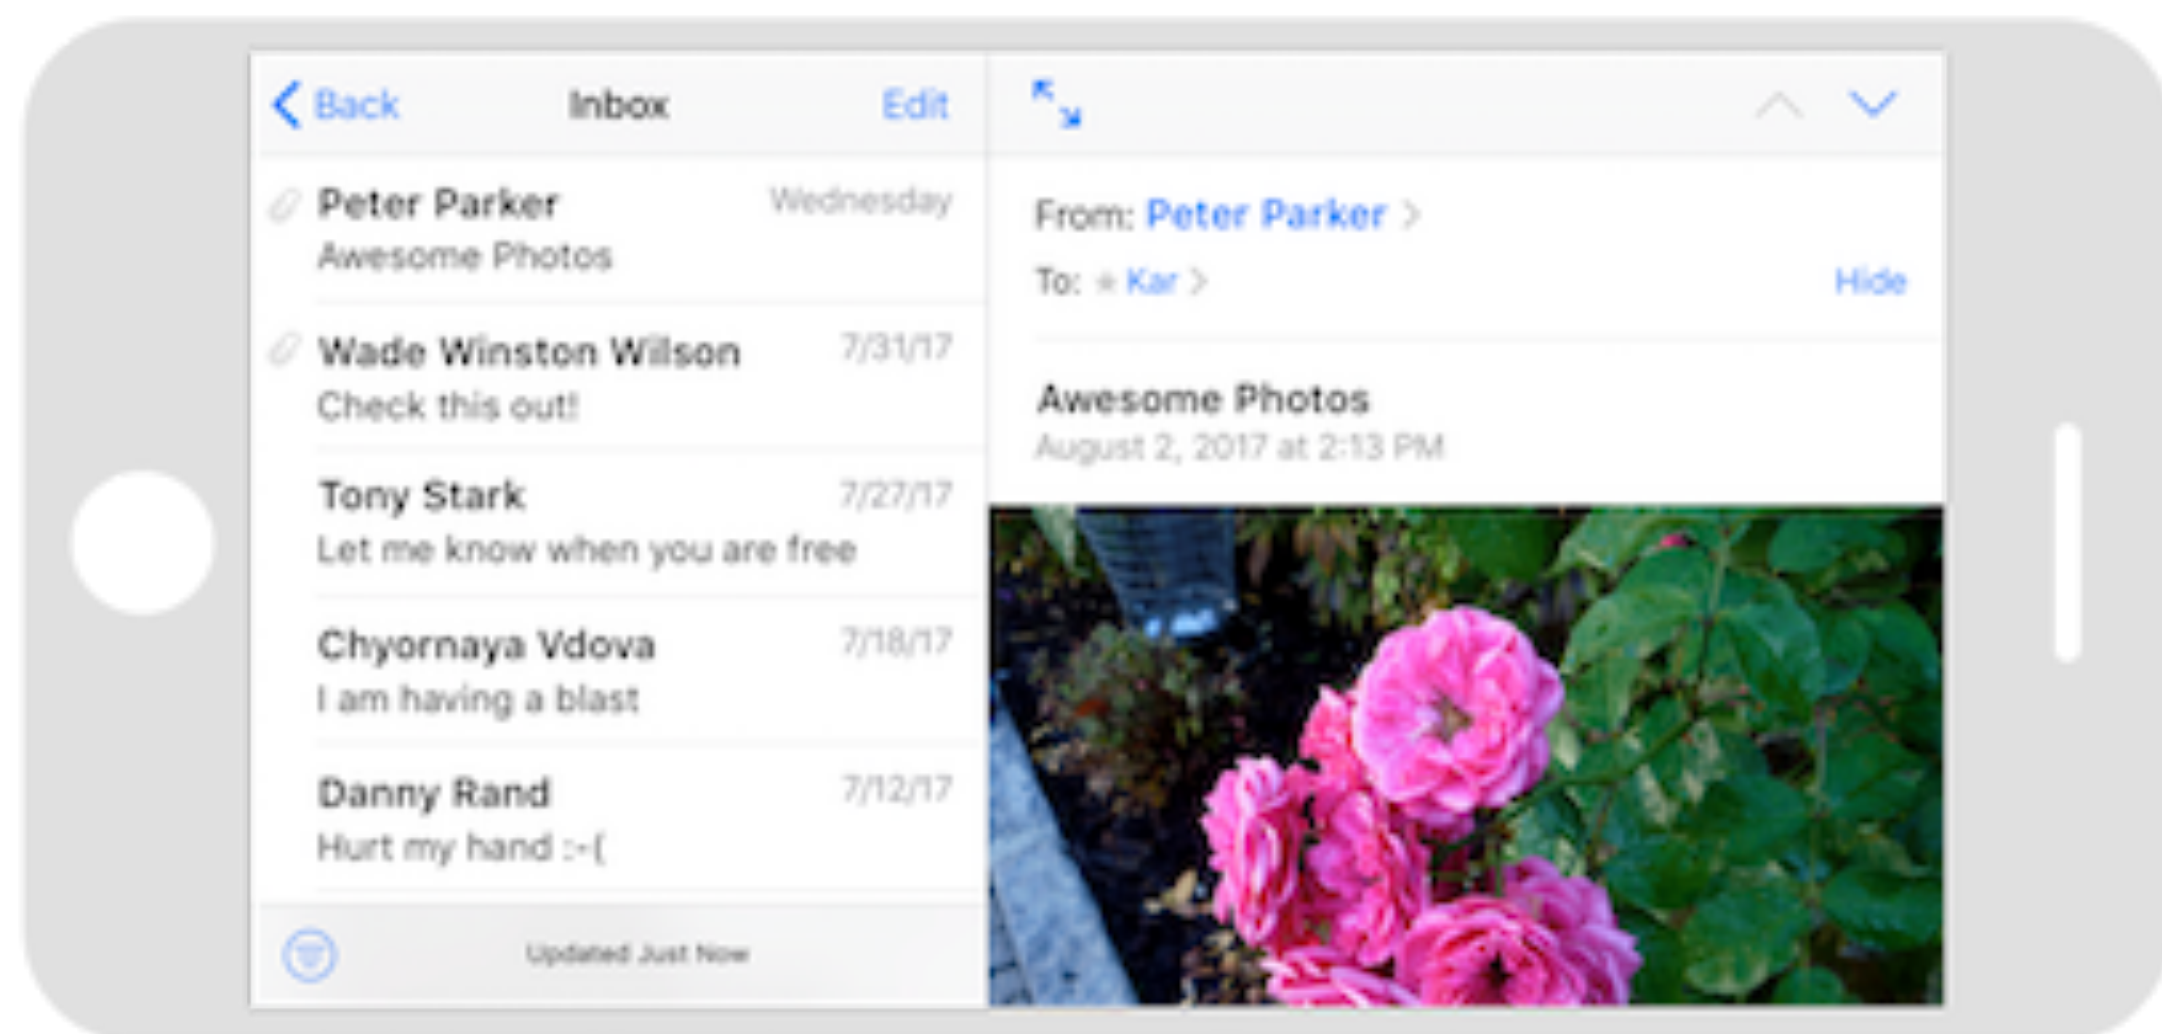 Back Inbox Edit
Peter Parker Wednesday
Awesome Photos
Wade Winston Wilson 7/31/17
Check this out!
Tony Stark 7/27/17
Let me know when you are free
Chyornaya Vdova 7/18/17
I am having a blast
Danny Rand 7/12/17
Hurt my hand :-(
Updated Just Now
From: Peter Parker >
To: ★ Kar >
Hide
Awesome Photos
August 2, 2017 at 2:13 PM